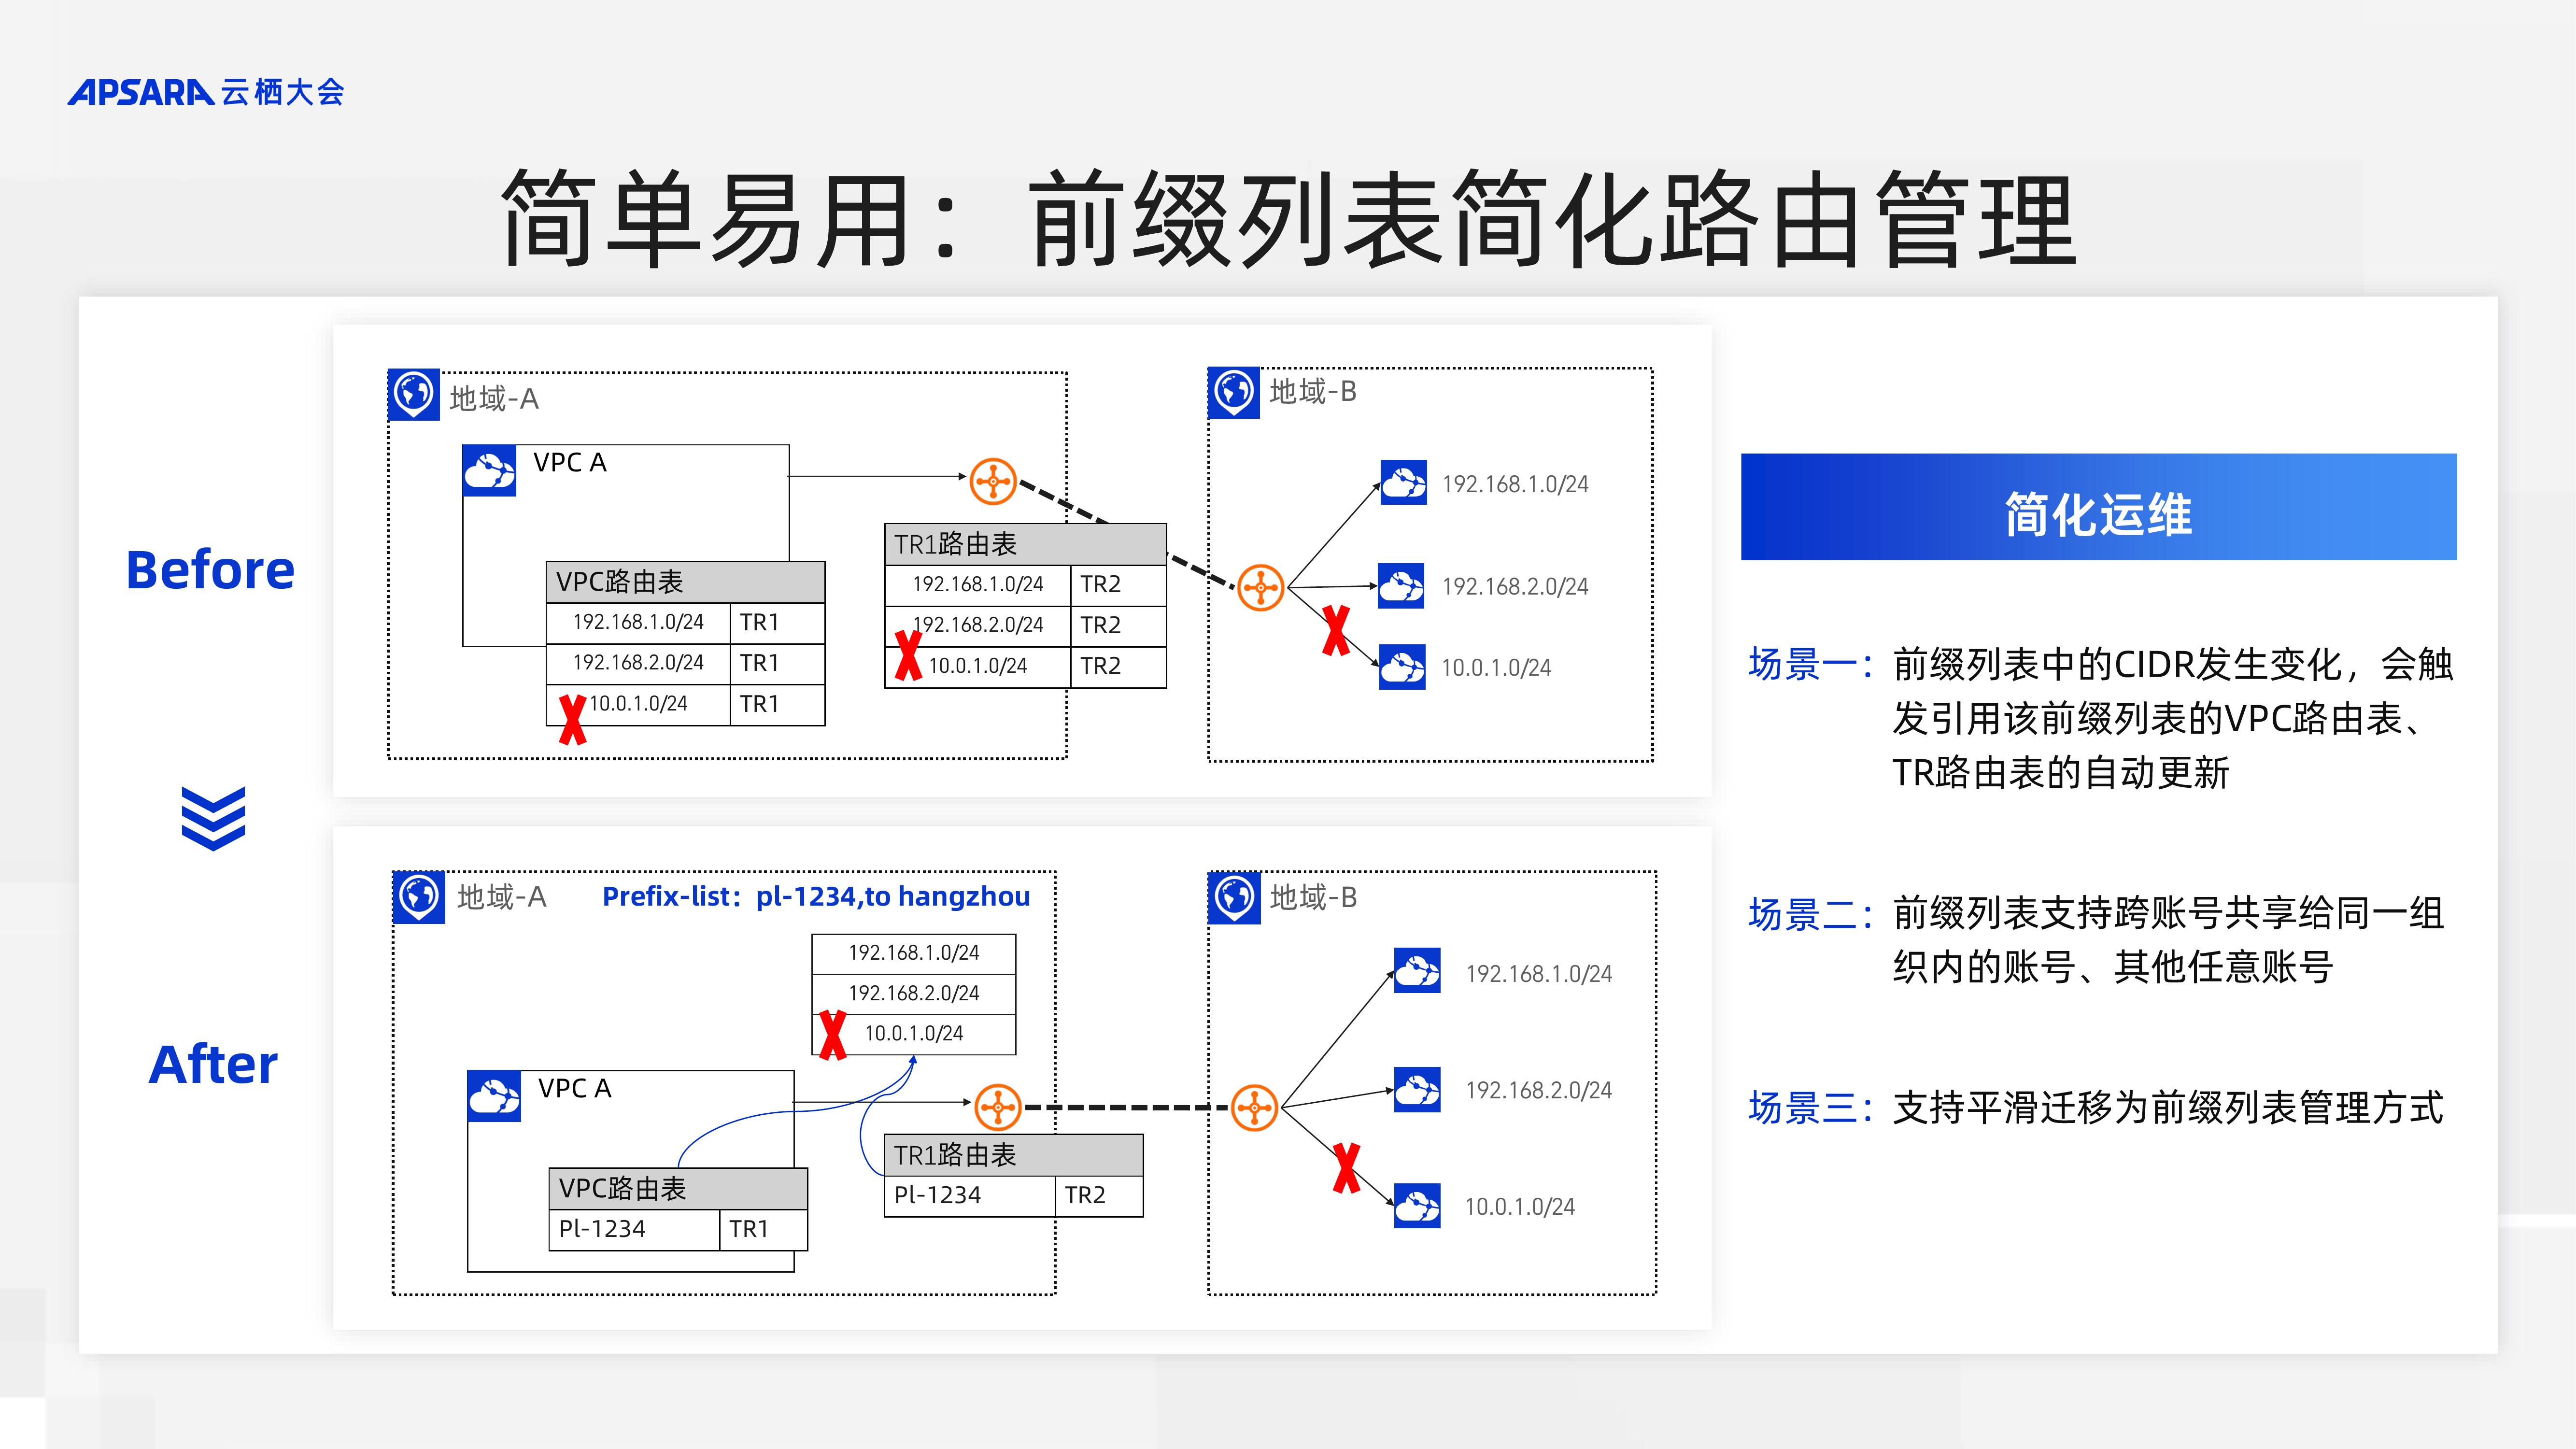 APSARA 云栖大会
简单易用：前缀列表简化路由管理
Before
地域-A
VPC A
VPC路由表
192.168.1.0/24 TR1
192.168.2.0/24 TR1
10.0.1.0/24 TR1
TR1路由表
192.168.1.0/24 TR2
192.168.2.0/24 TR2
10.0.1.0/24 TR2
地域-B
192.168.1.0/24
192.168.2.0/24
10.0.1.0/24
After
地域-A
Prefix-list：pl-1234,to hangzhou
192.168.1.0/24
192.168.2.0/24
10.0.1.0/24
VPC A
VPC路由表
Pl-1234 TR1
TR1路由表
Pl-1234 TR2
地域-B
192.168.1.0/24
192.168.2.0/24
10.0.1.0/24
简化运维
场景一：前缀列表中的CIDR发生变化，会触
发引用该前缀列表的VPC路由表、
TR路由表的自动更新
场景二：前缀列表支持跨账号共享给同一组
织内的账号、其他任意账号
场景三：支持平滑迁移为前缀列表管理方式